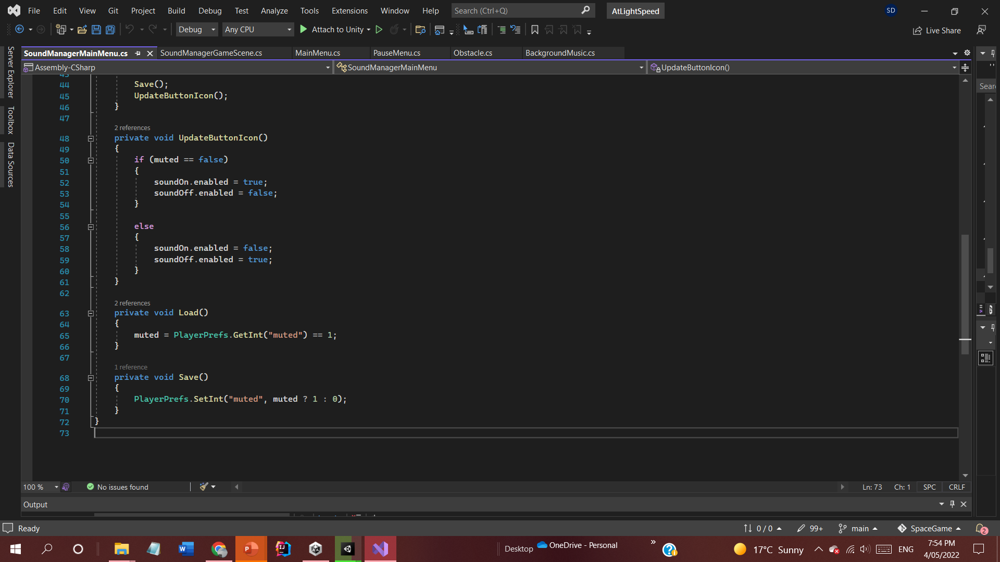 File Edit View Git Project Build Debug Test Analyze Tools Extensions Window Help Search (Ctrl+Q) AtLightSpeed SD
Debug Any CPU Attach to Unity Live Share
SoundManagerMainMenu.cs SoundManagerGameScene.cs MainMenu.cs PauseMenu.cs Obstacle.cs BackgroundMusic.cs
Assembly-CSharp SoundManagerMainMenu UpdateButtonIcon()
Server Explorer
Toolbox
Data Sources
Sear
43
44 Save();
45 UpdateButtonIcon();
46 }
47
2 references
48 private void UpdateButtonIcon()
49 {
50 if (muted == false)
51 {
52 soundOn.enabled = true;
53 soundOff.enabled = false;
54 }
55
56 else
57 {
58 soundOn.enabled = false;
59 soundOff.enabled = true;
60 }
61 }
62
2 references
63 private void Load()
64 {
65 muted = PlayerPrefs.GetInt("muted") == 1;
66 }
67
1 reference
68 private void Save()
69 {
70 PlayerPrefs.SetInt("muted", muted ? 1 : 0);
71 }
72 }
73
100 % No issues found Ln: 73 Ch: 1 SPC CRLF
Output
Ready 0 / 0 99+ main SpaceGame 2
Desktop OneDrive - Personal » 17°C Sunny ENG 7:54 PM
4/05/2022